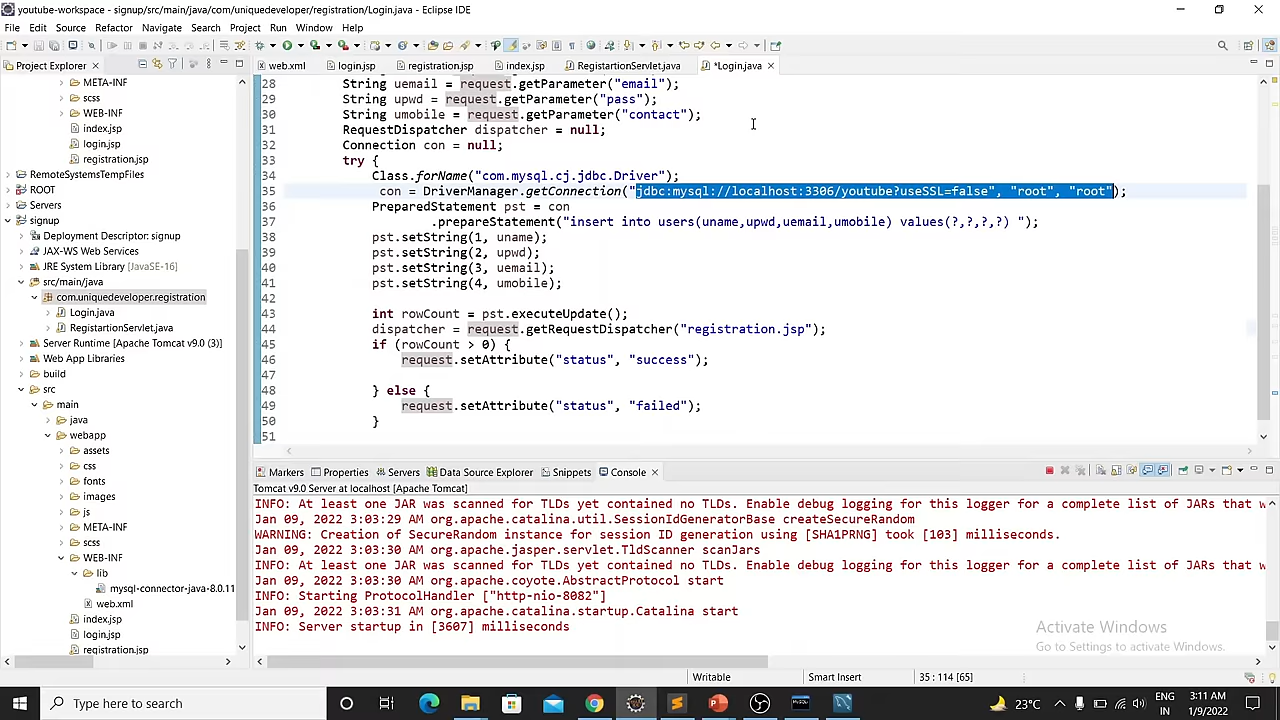 youtube-workspace - signup/src/main/java/com/uniquedeveloper/registration/Login.java - Eclipse IDE
File Edit Source Refactor Navigate Search Project Run Window Help
Project Explorer
web.xml login.jsp registration.jsp index.jsp RegistartionServlet.java *Login.java
META-INF
scss
WEB-INF
index.jsp
login.jsp
registration.jsp
RemoteSystemsTempFiles
ROOT
Servers
signup
Deployment Descriptor: signup
JAX-WS Web Services
JRE System Library [JavaSE-16]
src/main/java
com.uniquedeveloper.registration
Login.java
RegistartionServlet.java
Server Runtime [Apache Tomcat v9.0 (3)]
Web App Libraries
build
src
main
java
webapp
assets
css
fonts
images
js
META-INF
scss
WEB-INF
lib
mysql-connector-java-8.0.11
web.xml
index.jsp
login.jsp
registration.jsp
28 String uemail = request.getParameter("email");
29 String upwd = request.getParameter("pass");
30 String umobile = request.getParameter("contact");
31 RequestDispatcher dispatcher = null;
32 Connection con = null;
33 try {
34 Class.forName("com.mysql.cj.jdbc.Driver");
35 con = DriverManager.getConnection("jdbc:mysql://localhost:3306/youtube?useSSL=false", "root", "root");
36 PreparedStatement pst = con
37 .prepareStatement("insert into users(uname,upwd,uemail,umobile) values(?,?,?,?) ");
38 pst.setString(1, uname);
39 pst.setString(2, upwd);
40 pst.setString(3, uemail);
41 pst.setString(4, umobile);
42
43 int rowCount = pst.executeUpdate();
44 dispatcher = request.getRequestDispatcher("registration.jsp");
45 if (rowCount > 0) {
46 request.setAttribute("status", "success");
47
48 } else {
49 request.setAttribute("status", "failed");
50 }
51
Markers Properties Servers Data Source Explorer Snippets Console
Tomcat v9.0 Server at localhost [Apache Tomcat]
INFO: At least one JAR was scanned for TLDs yet contained no TLDs. Enable debug logging for this logger for a complete list of JARs that w
Jan 09, 2022 3:03:29 AM org.apache.catalina.util.SessionIdGeneratorBase createSecureRandom
WARNING: Creation of SecureRandom instance for session ID generation using [SHA1PRNG] took [103] milliseconds.
Jan 09, 2022 3:03:30 AM org.apache.jasper.servlet.TldScanner scanJars
INFO: At least one JAR was scanned for TLDs yet contained no TLDs. Enable debug logging for this logger for a complete list of JARs that w
Jan 09, 2022 3:03:30 AM org.apache.coyote.AbstractProtocol start
INFO: Starting ProtocolHandler ["http-nio-8082"]
Jan 09, 2022 3:03:31 AM org.apache.catalina.startup.Catalina start
INFO: Server startup in [3607] milliseconds
Activate Windows
Go to Settings to activate Windows.
Writable Smart Insert 35 : 114 [65]
Type here to search
23°C
ENG
IN
3:11 AM
1/9/2022